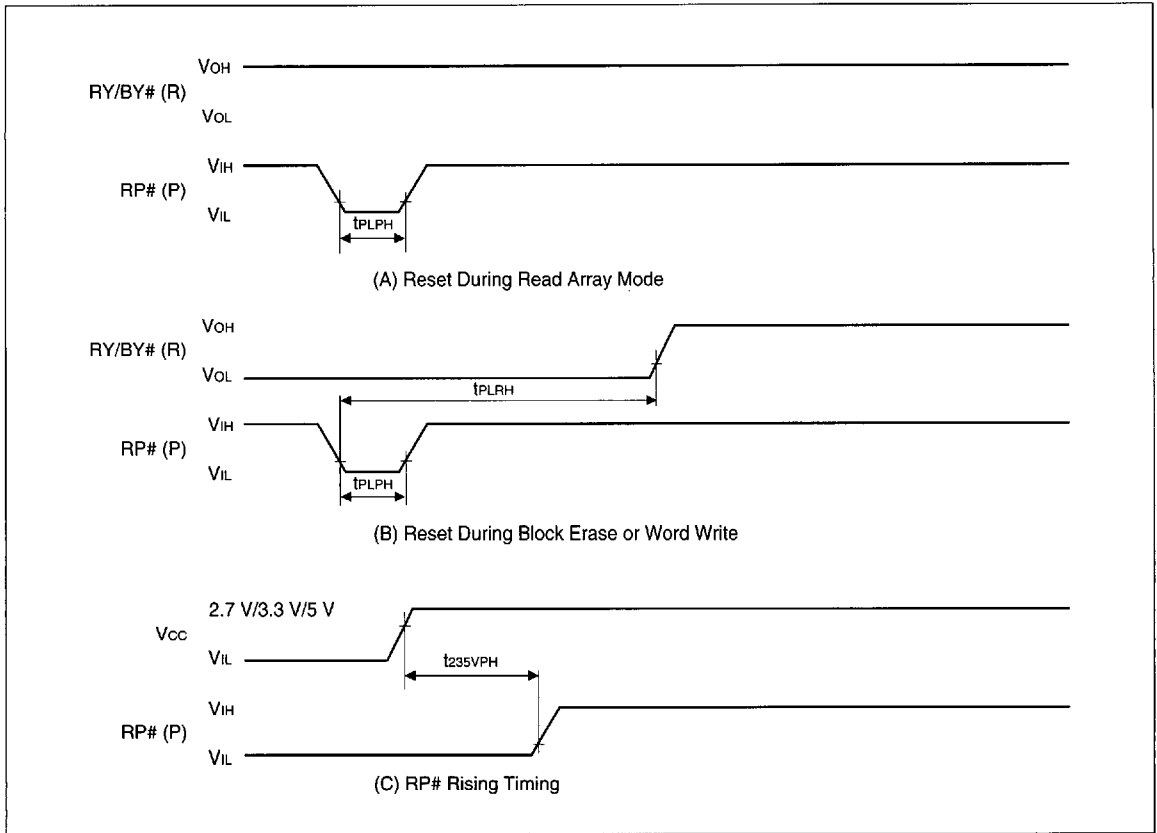 VOH
RY/BY# (R)
VOL
VIH
RP# (P)
VIL
tPLPH
(A) Reset During Read Array Mode
VOH
RY/BY# (R)
VOL
tPLRH
VIH
RP# (P)
VIL
tPLPH
(B) Reset During Block Erase or Word Write
2.7 V/3.3 V/5 V
VCC
VIL
t235VPH
VIH
RP# (P)
VIL
(C) RP# Rising Timing